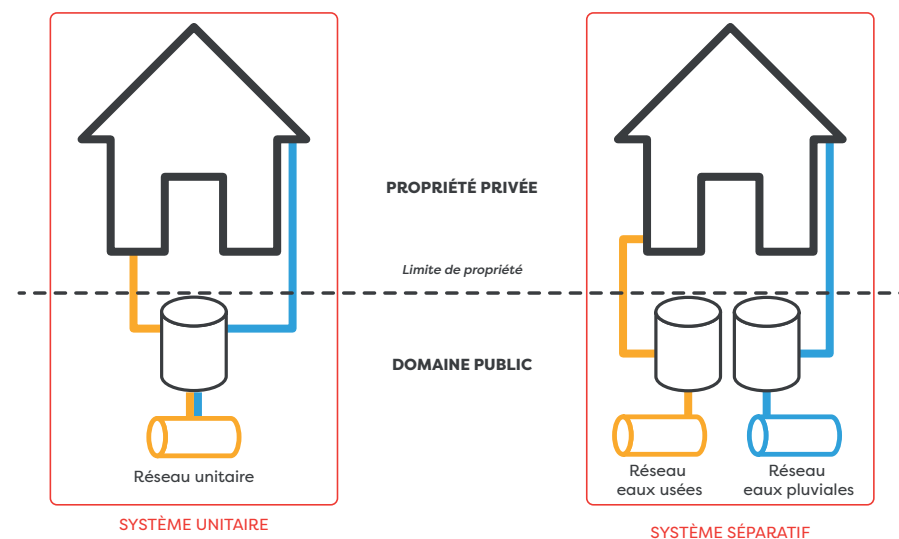 PROPRIÉTÉ PRIVÉE
Limite de propriété
DOMAINE PUBLIC
Réseau unitaire
SYSTÈME UNITAIRE
Réseau
eaux usées
Réseau
eaux pluviales
SYSTÈME SÉPARATIF